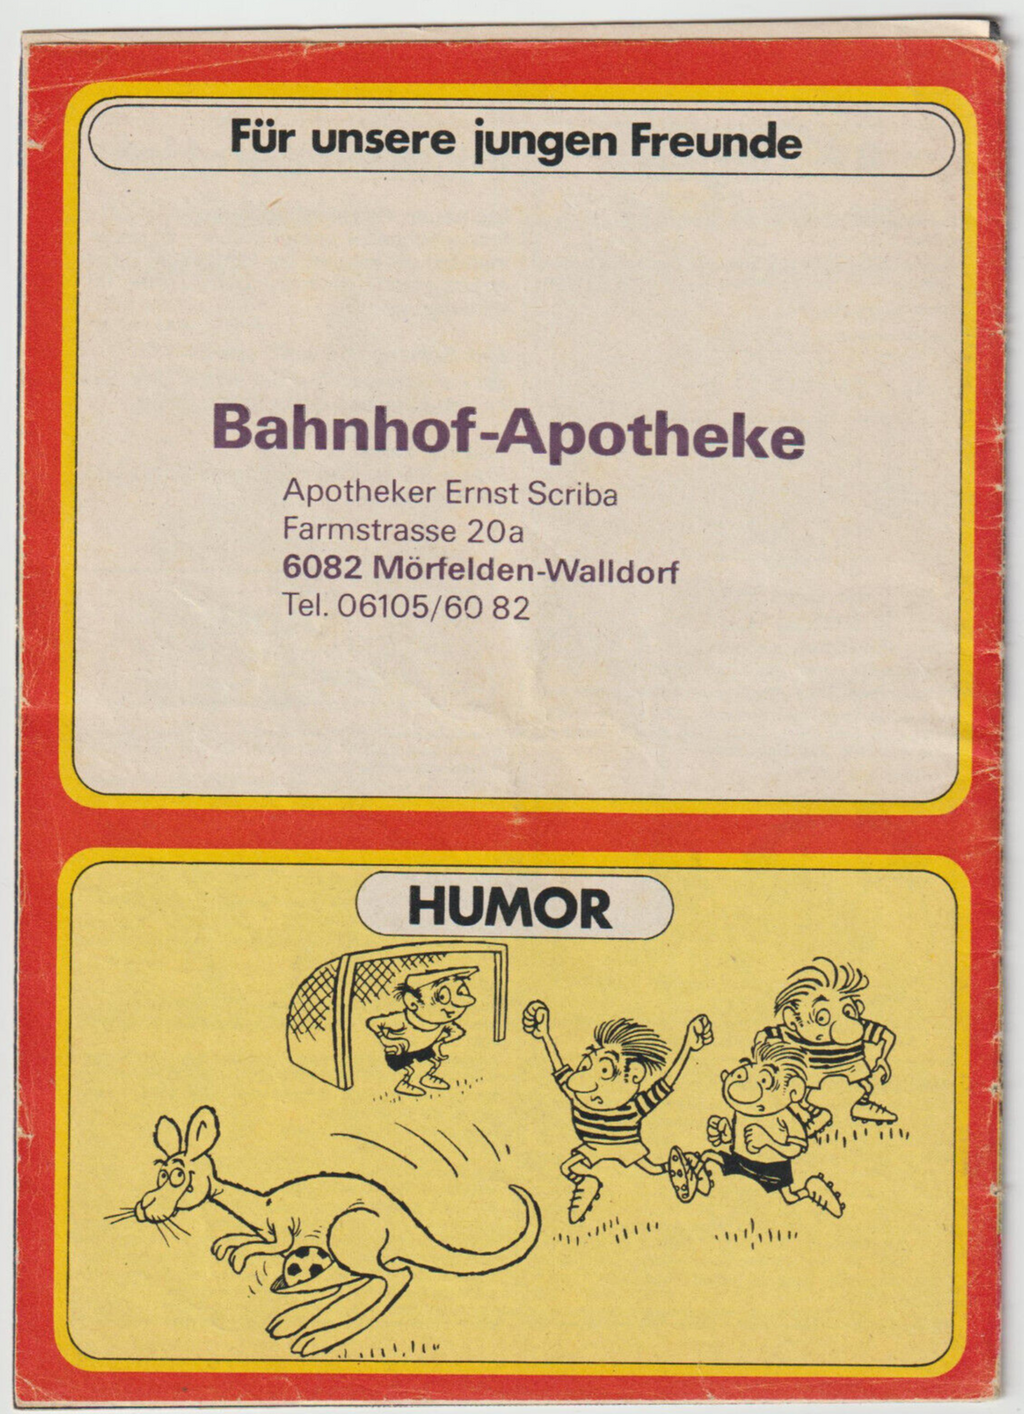 Für unsere jungen Freunde
Bahnhof-Apotheke
Apotheker Ernst Scriba
Farmstrasse 20a
6082 Mörfelden-Walldorf
Tel. 06105/60 82
HUMOR